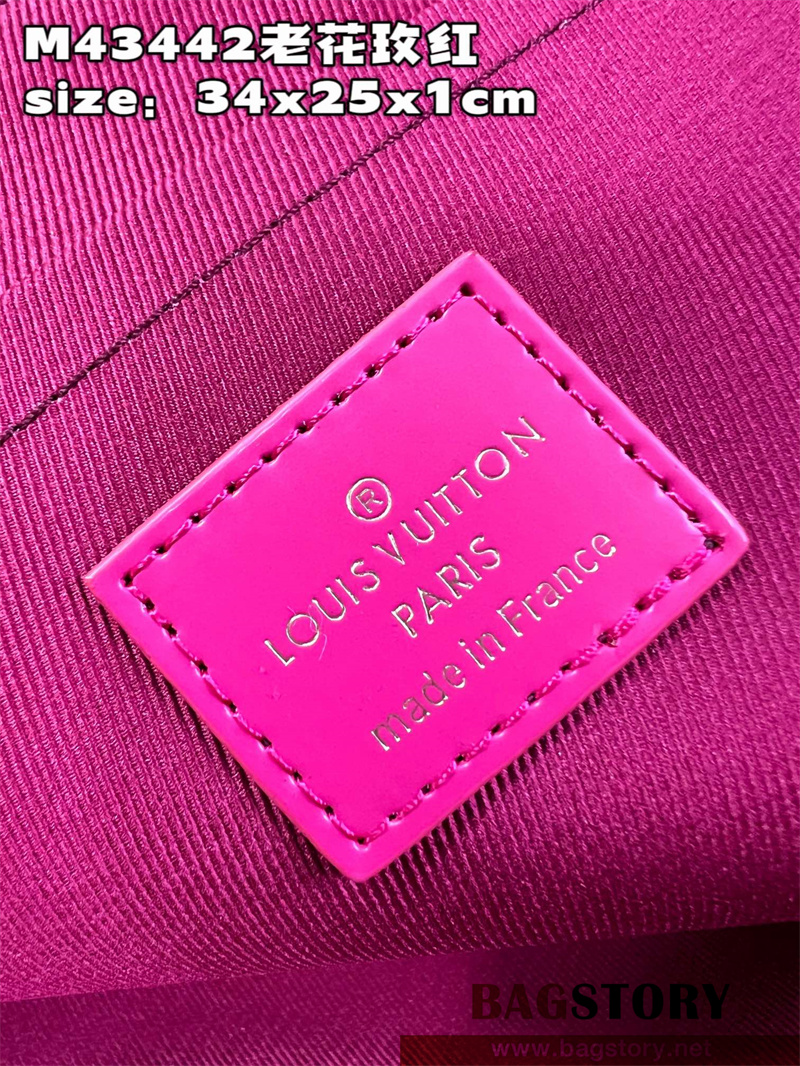 M43442老花玫红
size：34x25x1cm
®
LOUIS VUITTON
PARIS
made in France
BAGSTORY
www.bagstory.net